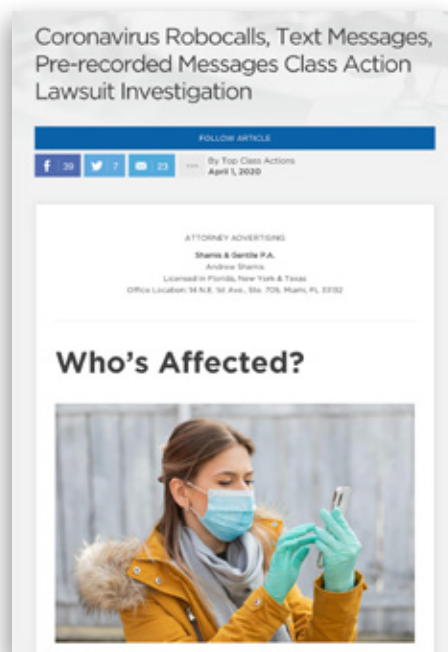 Coronavirus Robocalls, Text Messages,
Pre-recorded Messages Class Action
Lawsuit Investigation
FOLLOW ARTICLE
39 7 23 By Top Class Actions
April 1, 2020
ATTORNEY ADVERTISING
Shamis & Gentile P.A.
Andrew Shamis
Licensed in Florida, New York & Texas
Office Location: 14 N.E. 1st Ave., Ste. 705, Miami, FL 33132
Who's Affected?